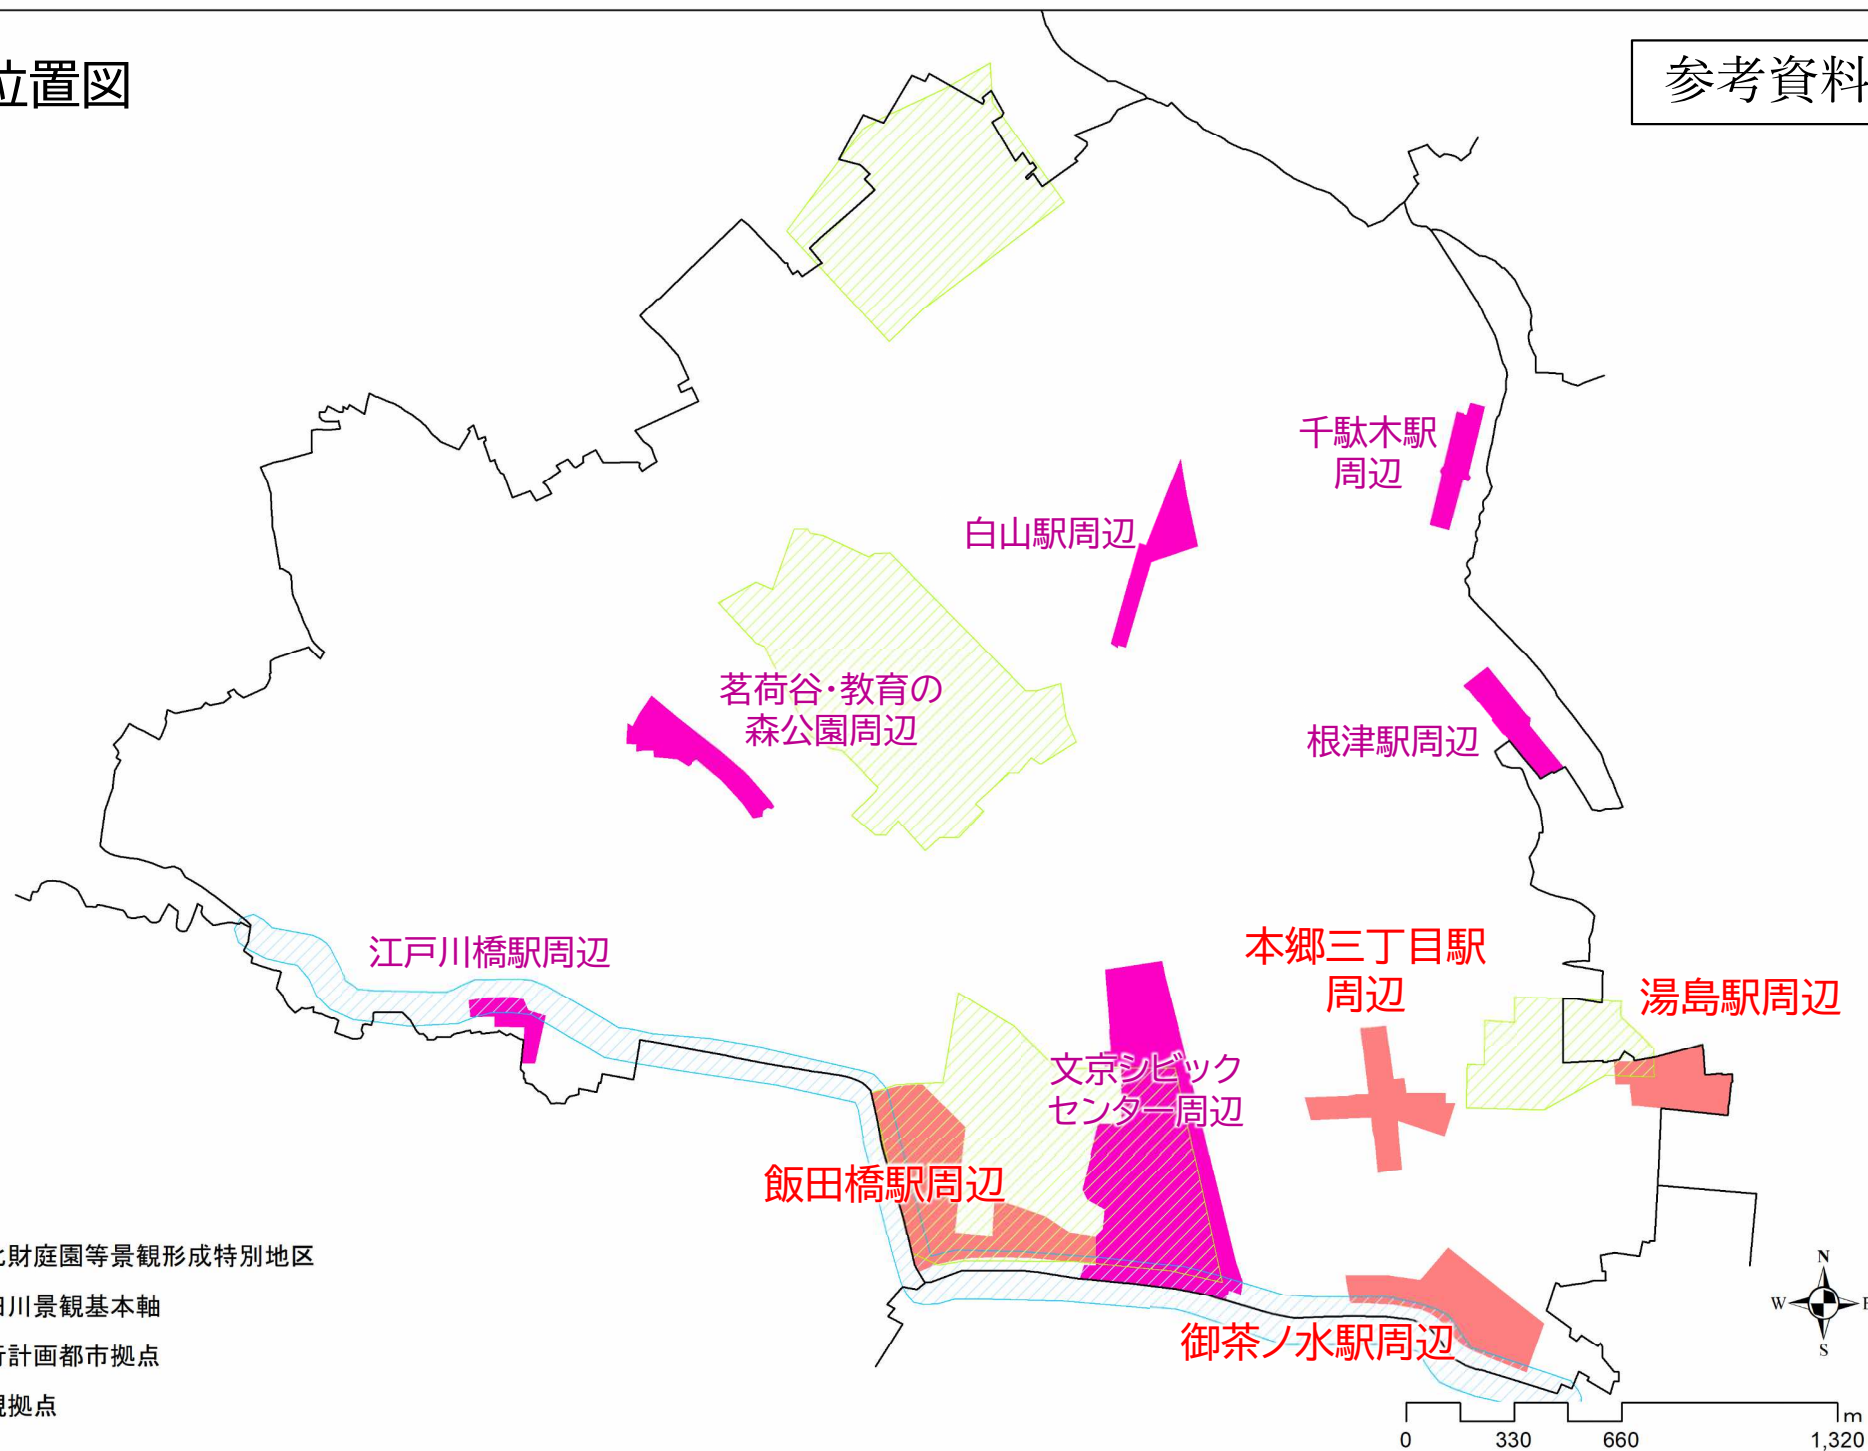 位置図
参考資料
千駄木駅
周辺
白山駅周辺
茗荷谷・教育の
森公園周辺
根津駅周辺
江戸川橋駅周辺
本郷三丁目駅
周辺
湯島駅周辺
文京シビック
センター周辺
飯田橋駅周辺
御茶ノ水駅周辺
財庭園等景観形成特別地区
川景観基本軸
計画都市拠点
拠点
N
W
E
S
0 330 660 1,320
m